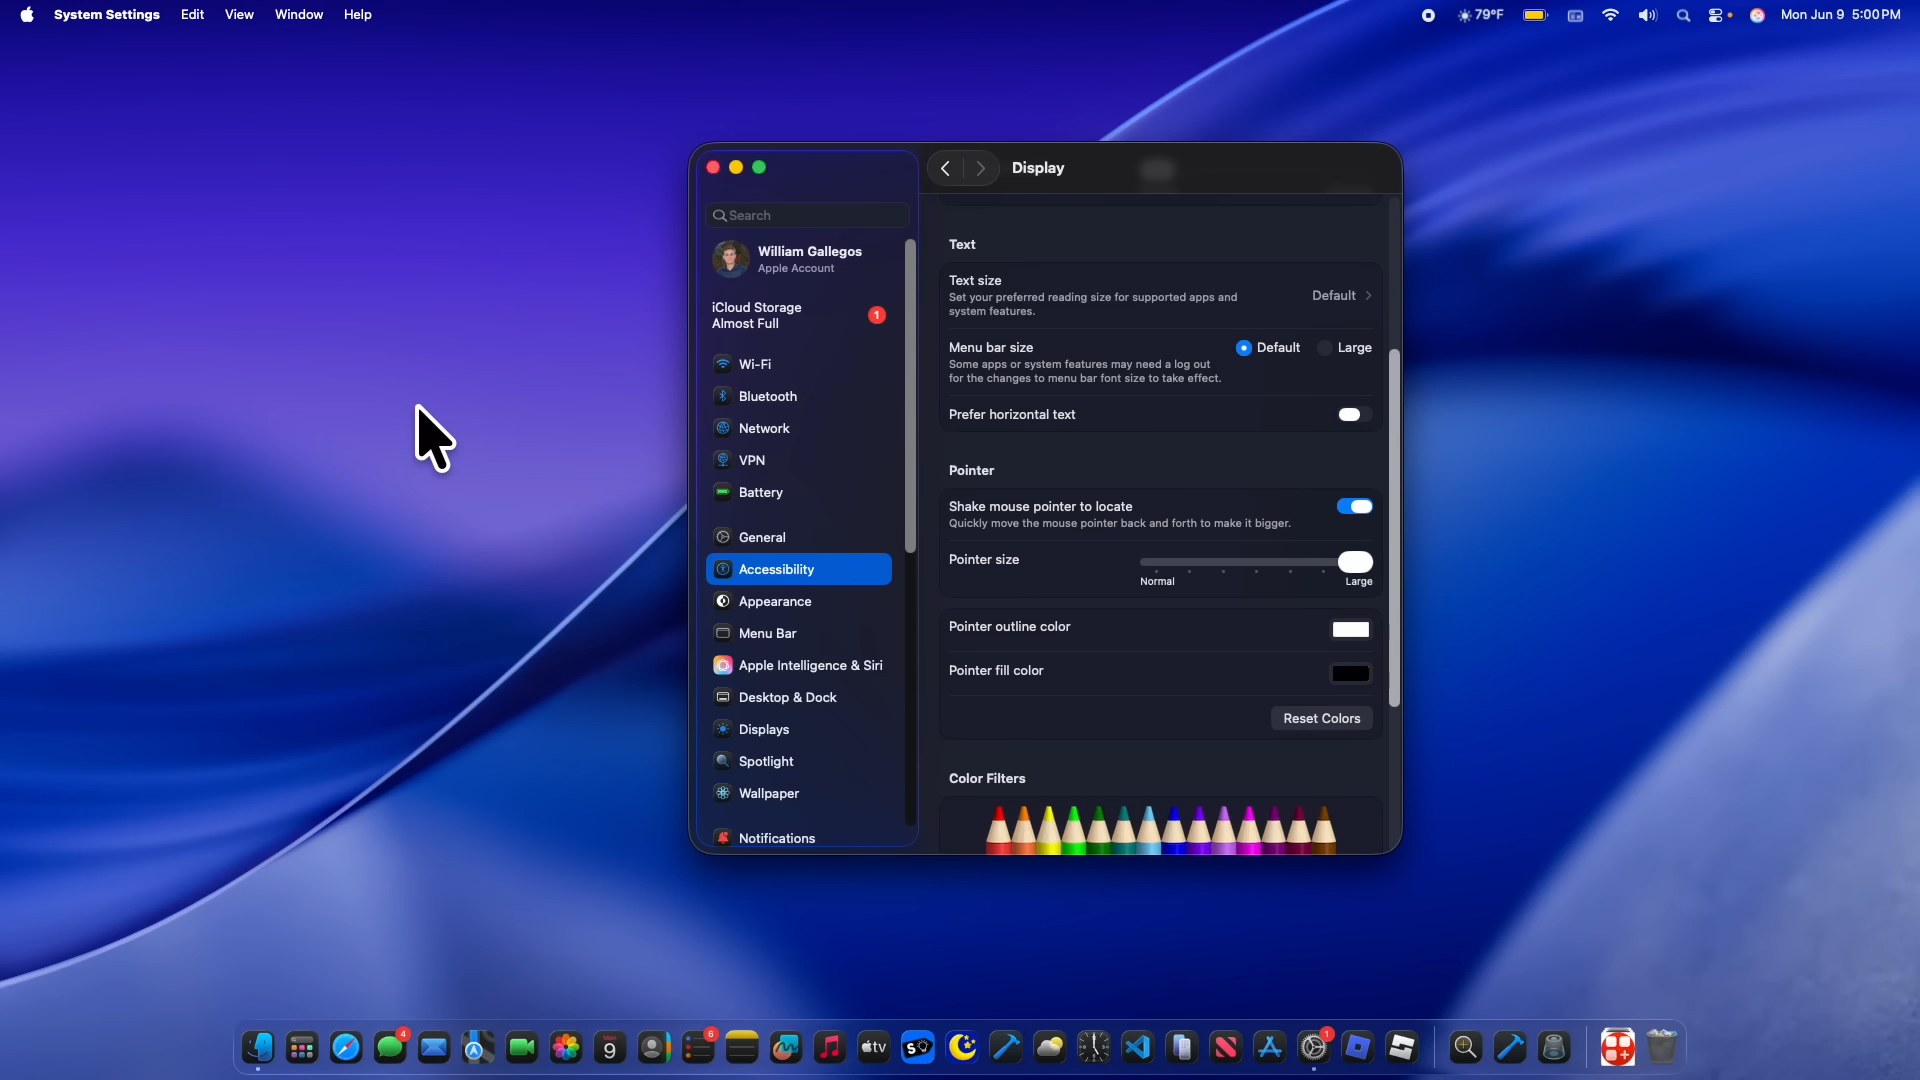 System Settings Edit View Window Help
79°F
Mon Jun 9 5:00 PM
Search
William Gallegos
Apple Account
iCloud Storage
Almost Full
1
Wi-Fi
Bluetooth
Network
VPN
Battery
General
Accessibility
Appearance
Menu Bar
Apple Intelligence & Siri
Desktop & Dock
Displays
Spotlight
Wallpaper
Notifications
Display
Text
Text size
Set your preferred reading size for supported apps and
system features.
Default
Menu bar size
Some apps or system features may need a log out
for the changes to menu bar font size to take effect.
Default
Large
Prefer horizontal text
Pointer
Shake mouse pointer to locate
Quickly move the mouse pointer back and forth to make it bigger.
Pointer size
Normal
Large
Pointer outline color
Pointer fill color
Reset Colors
Color Filters
4
9
6
tv
1